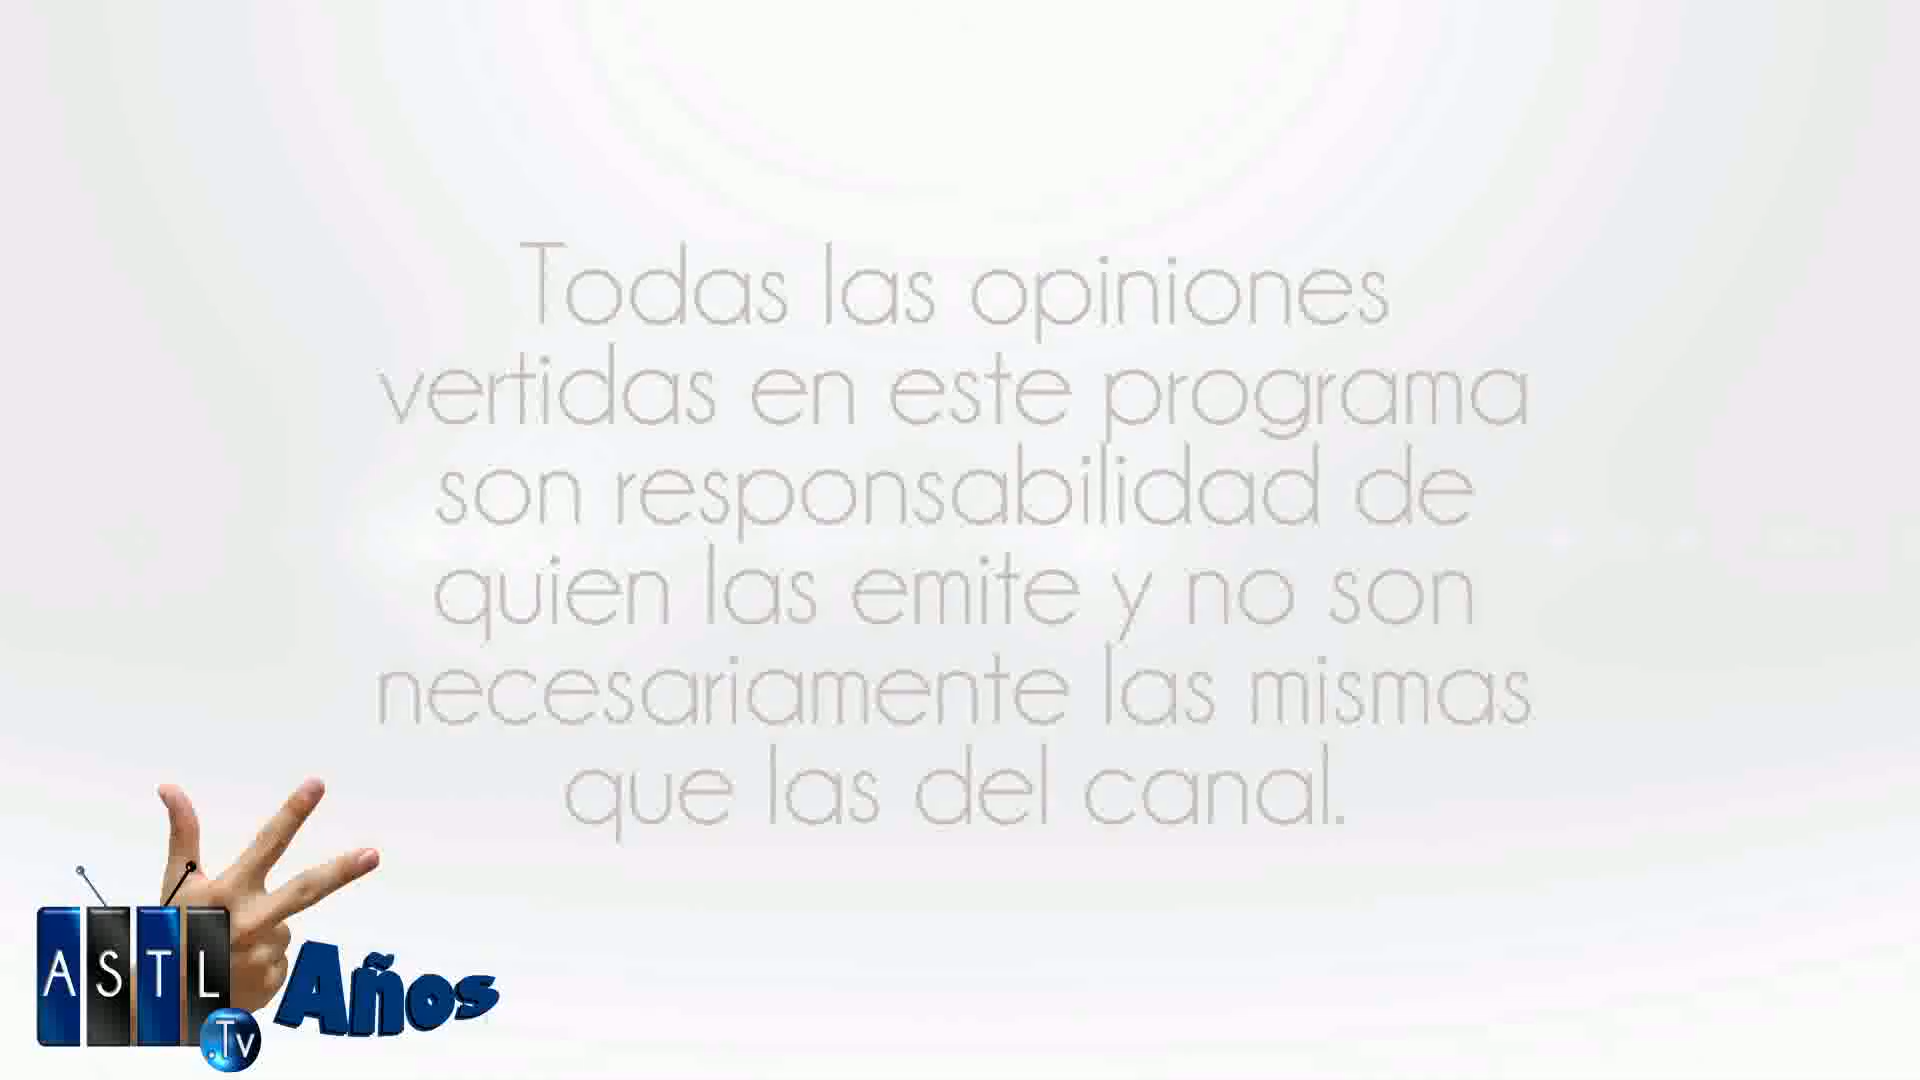 Todas las opiniones
vertidas en este programa
son responsabilidad de
quien las emite y no son
necesariamente las mismas
que las del canal.
ASTL
.Tv
Años